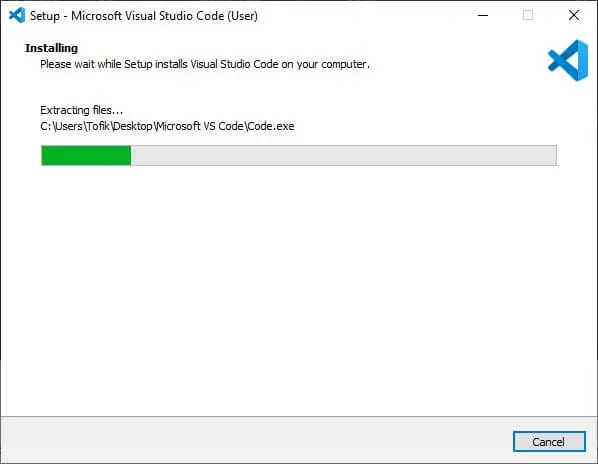 Setup - Microsoft Visual Studio Code (User)
Installing
Please wait while Setup installs Visual Studio Code on your computer.
Extracting files...
C:\Users\Tofik\Desktop\Microsoft VS Code\Code.exe
Cancel